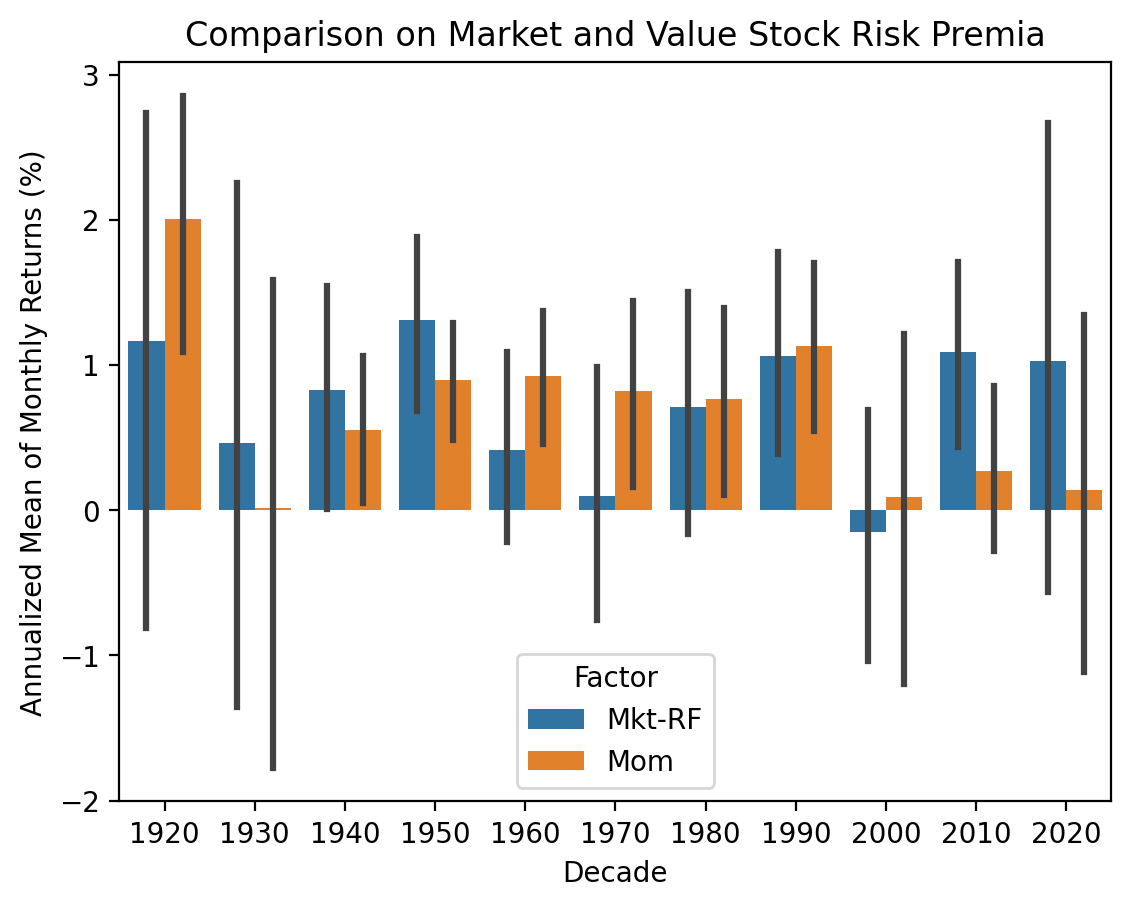 Comparison on Market and Value Stock Risk Premia
Annualized Mean of Monthly Returns (%)
3
2
1
0
−1
−2
Factor
Mkt-RF
Mom
1920 1930 1940 1950 1960 1970 1980 1990 2000 2010 2020
Decade